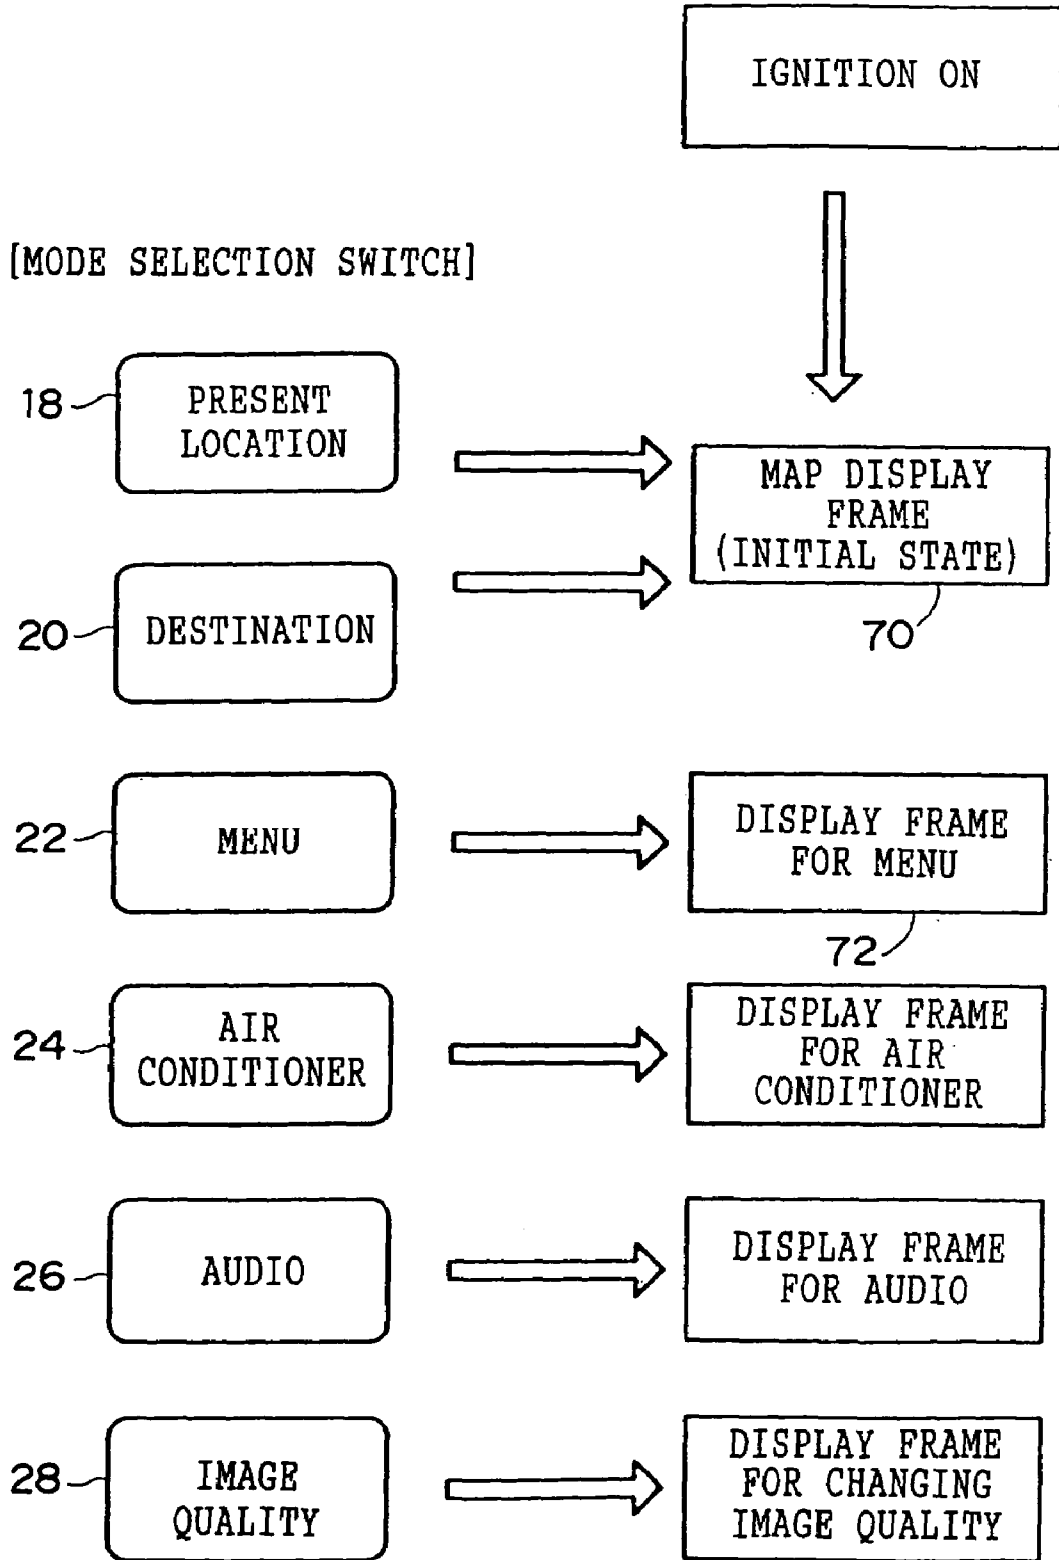 IGNITION ON
[MODE SELECTION SWITCH]
18
PRESENT
LOCATION
MAP DISPLAY
FRAME
(INITIAL STATE)
70
20
DESTINATION
22
MENU
DISPLAY FRAME
FOR MENU
72
24
AIR
CONDITIONER
DISPLAY FRAME
FOR AIR
CONDITIONER
26
AUDIO
DISPLAY FRAME
FOR AUDIO
28
IMAGE
QUALITY
DISPLAY FRAME
FOR CHANGING
IMAGE QUALITY